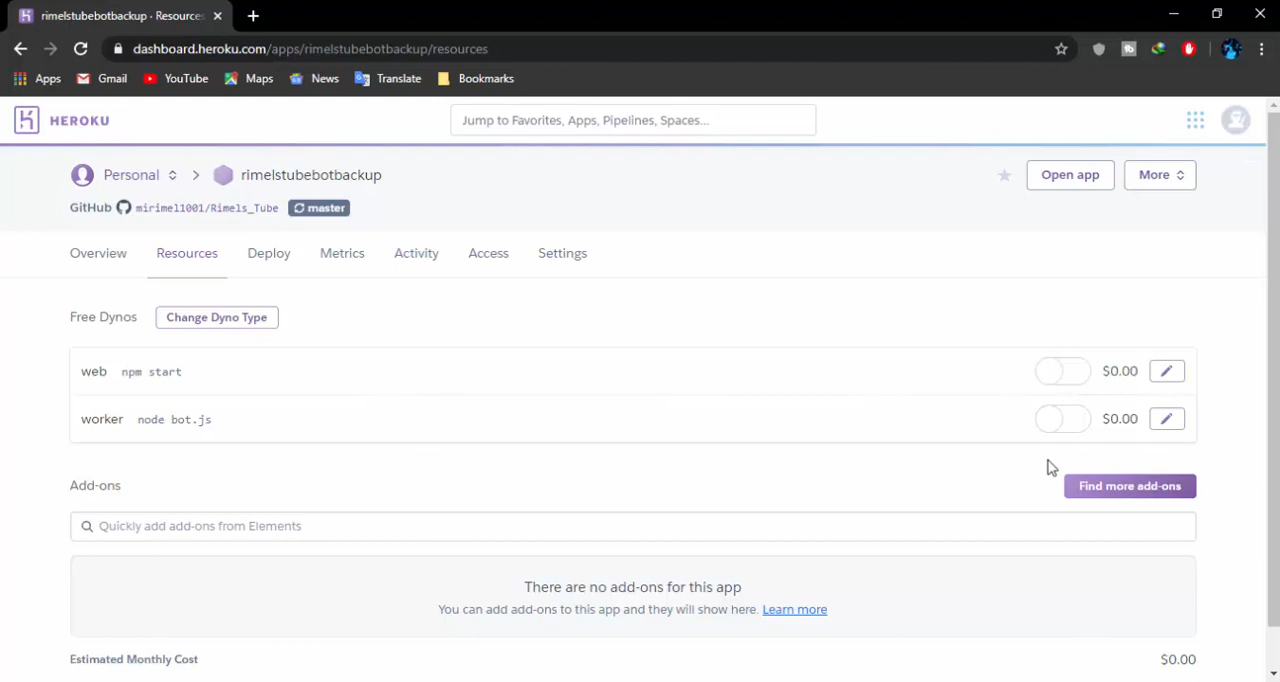 rimelstubebotbackup · Resources
dashboard.heroku.com/apps/rimelstubebotbackup/resources
Apps Gmail YouTube Maps News Translate Bookmarks
HEROKU Jump to Favorites, Apps, Pipelines, Spaces...
Personal > rimelstubebotbackup Open app More
GitHub mirimel1001/Rimels_Tube master
Overview Resources Deploy Metrics Activity Access Settings
Free Dynos Change Dyno Type
web npm start $0.00
worker node bot.js $0.00
Add-ons Find more add-ons
Quickly add add-ons from Elements
There are no add-ons for this app
You can add add-ons to this app and they will show here. Learn more
Estimated Monthly Cost $0.00